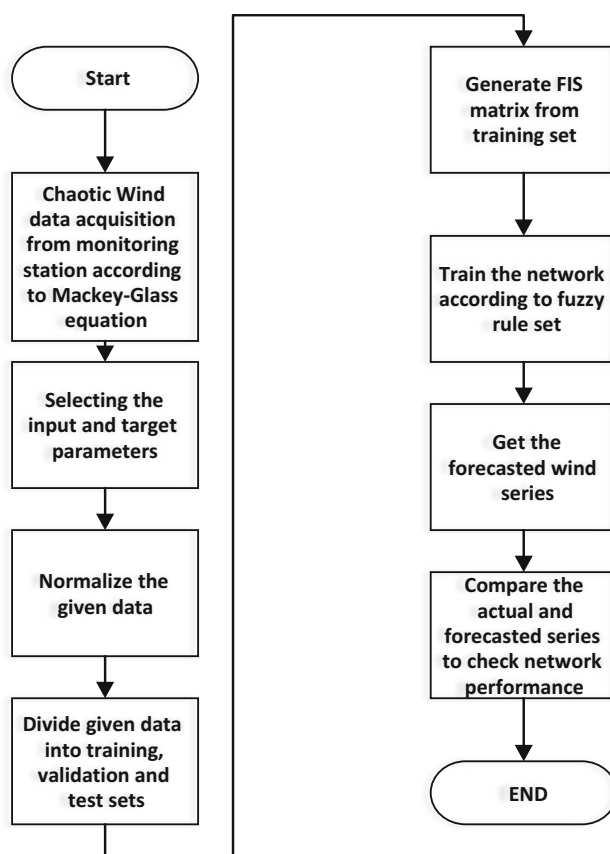 Start
Chaotic Wind
data acquisition
from monitoring
station according
to Mackey-Glass
equation
Selecting the
input and target
parameters
Normalize the
given data
Divide given data
into training,
validation and
test sets
Generate FIS
matrix from
training set
Train the network
according to fuzzy
rule set
Get the
forecasted wind
series
Compare the
actual and
forecasted series
to check network
performance
END